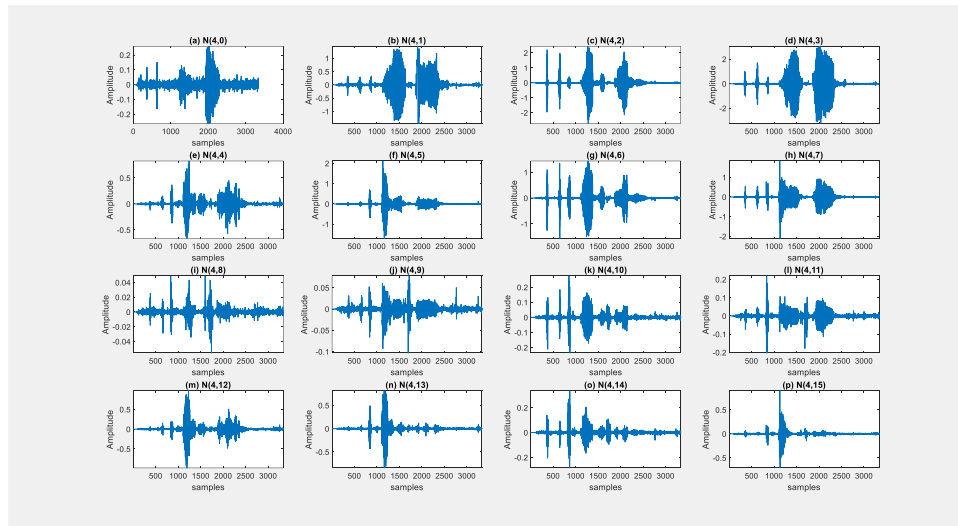 (a) N(4,0) (b) N(4,1) (c) N(4,2) (d) N(4,3)
Amplitude 0.2 0.1 0 -0.1 -0.2 Amplitude 1 0 -1 Amplitude 2 0 -2 Amplitude 2 0 -2
0 1000 2000 3000 4000 500 1000 1500 2000 2500 3000 500 1000 1500 2000 2500 3000 500 1000 1500 2000 2500 3000
samples samples samples samples
(e) N(4,4) (f) N(4,5) (g) N(4,6) (h) N(4,7)
Amplitude 0.5 0 -0.5 Amplitude 2 1 0 -1 Amplitude 1 0 -1 Amplitude 1 0 -1 -2
500 1000 1500 2000 2500 3000 500 1000 1500 2000 2500 3000 500 1000 1500 2000 2500 3000 500 1000 1500 2000 2500 3000
samples samples samples samples
(i) N(4,8) (j) N(4,9) (k) N(4,10) (l) N(4,11)
Amplitude 0.04 0.02 0 -0.02 -0.04 Amplitude 0.05 0 -0.05 -0.1 Amplitude 0.2 0.1 0 -0.1 -0.2 Amplitude 0.2 0.1 0 -0.1 -0.2
500 1000 1500 2000 2500 3000 500 1000 1500 2000 2500 3000 500 1000 1500 2000 2500 3000 500 1000 1500 2000 2500 3000
samples samples samples samples
(m) N(4,12) (n) N(4,13) (o) N(4,14) (p) N(4,15)
Amplitude 0.5 0 -0.5 Amplitude 0.5 0 -0.5 Amplitude 0.2 0 -0.2 Amplitude 0.5 0 -0.5
500 1000 1500 2000 2500 3000 500 1000 1500 2000 2500 3000 500 1000 1500 2000 2500 3000 500 1000 1500 2000 2500 3000
samples samples samples samples